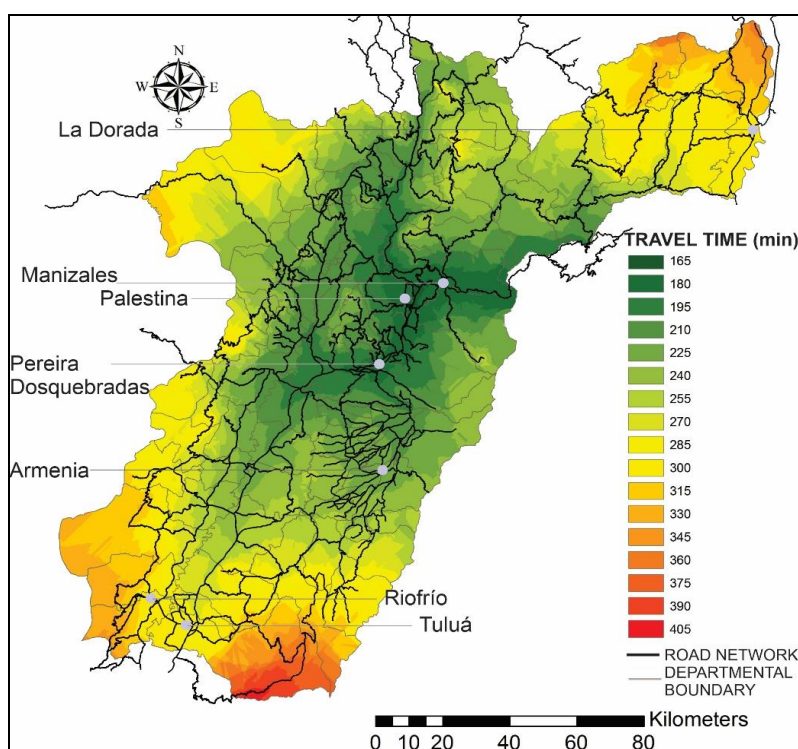 N
W E
S
La Dorada
Manizales
Palestina
Pereira
Dosquebradas
Armenia
Riofrío
Tuluá
TRAVEL TIME (min)
165
180
195
210
225
240
255
270
285
300
315
330
345
360
375
390
405
ROAD NETWORK
DEPARTMENTAL
BOUNDARY
Kilometers
0 10 20 40 60 80